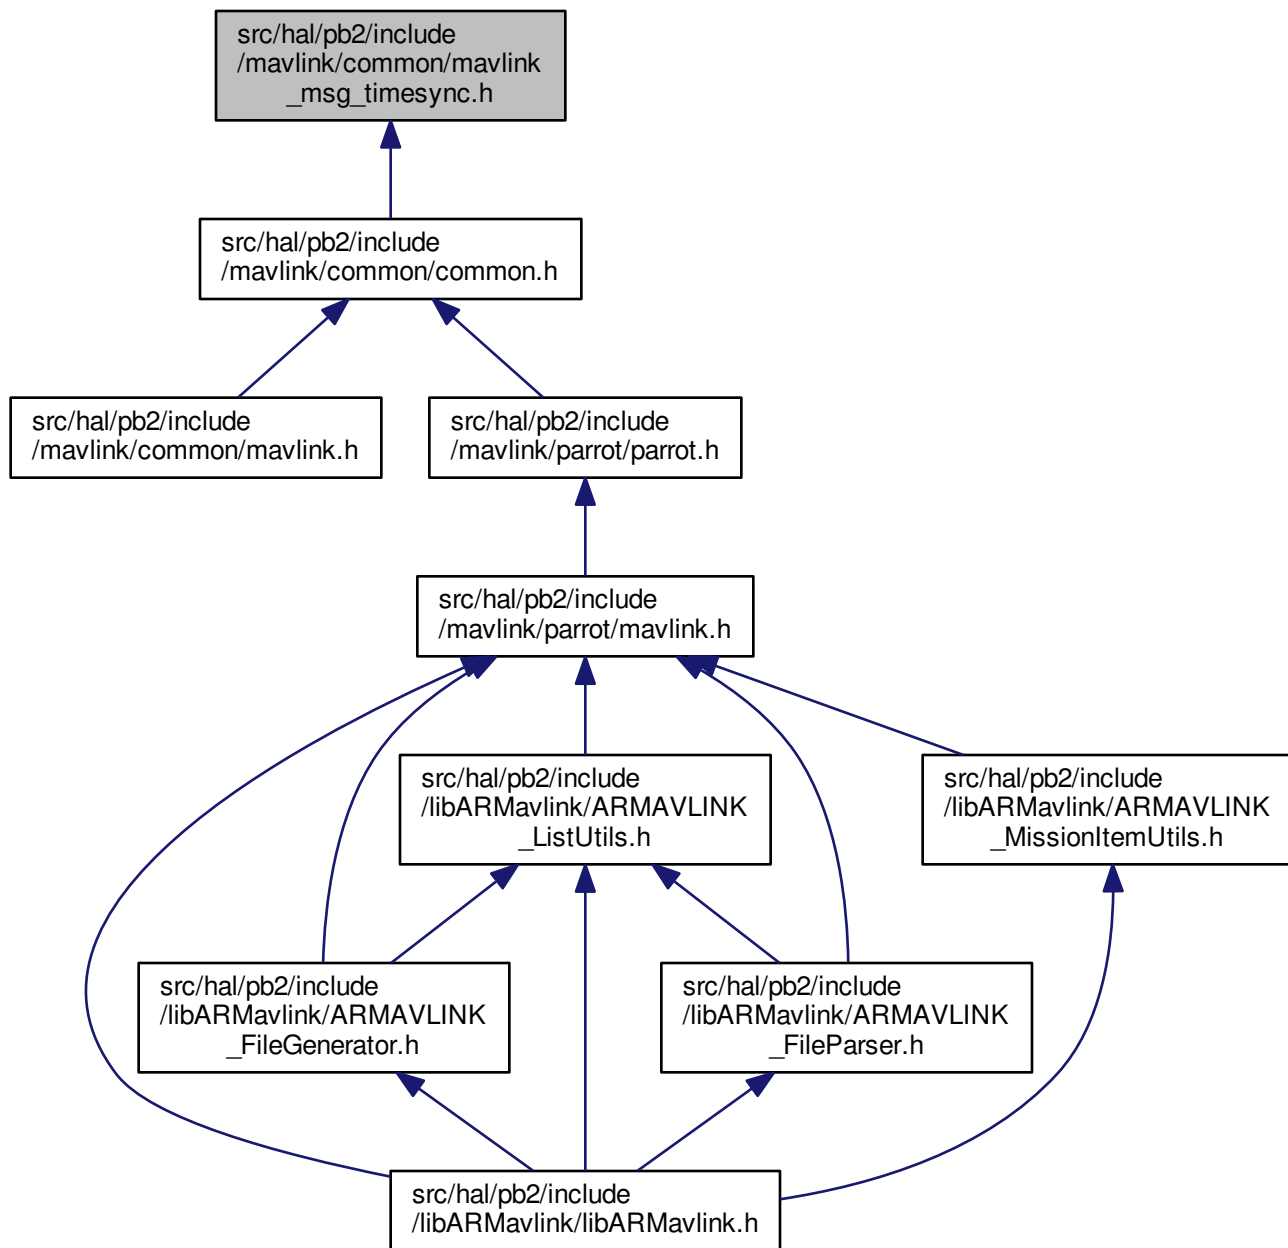 src/hal/pb2/include
/mavlink/common/mavlink
_msg_timesync.h
src/hal/pb2/include
/mavlink/common/common.h
src/hal/pb2/include
/mavlink/common/mavlink.h
src/hal/pb2/include
/mavlink/parrot/parrot.h
src/hal/pb2/include
/mavlink/parrot/mavlink.h
src/hal/pb2/include
/libARMavlink/ARMAVLINK
_ListUtils.h
src/hal/pb2/include
/libARMavlink/ARMAVLINK
_MissionItemUtils.h
src/hal/pb2/include
/libARMavlink/ARMAVLINK
_FileGenerator.h
src/hal/pb2/include
/libARMavlink/ARMAVLINK
_FileParser.h
src/hal/pb2/include
/libARMavlink/libARMavlink.h